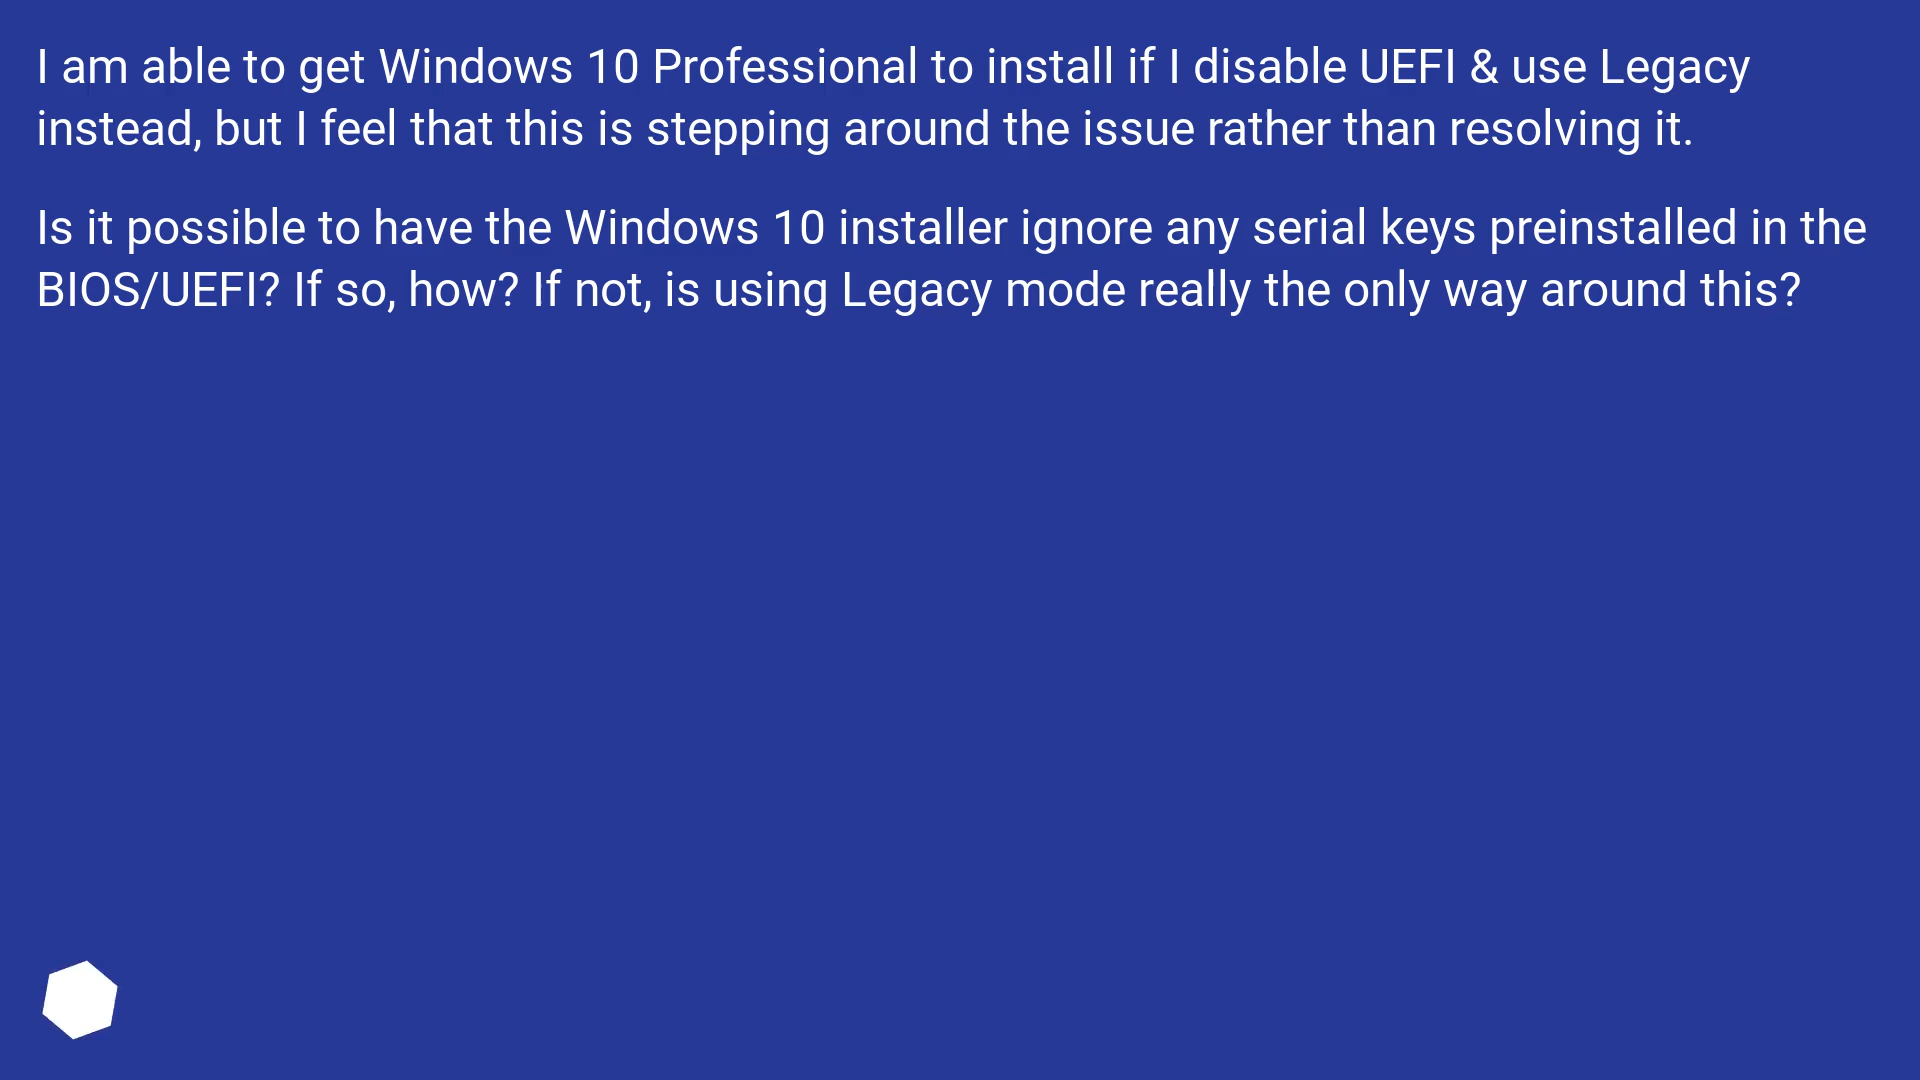 I am able to get Windows 10 Professional to install if I disable UEFI & use Legacy
instead, but I feel that this is stepping around the issue rather than resolving it.
Is it possible to have the Windows 10 installer ignore any serial keys preinstalled in the
BIOS/UEFI? If so, how? If not, is using Legacy mode really the only way around this?